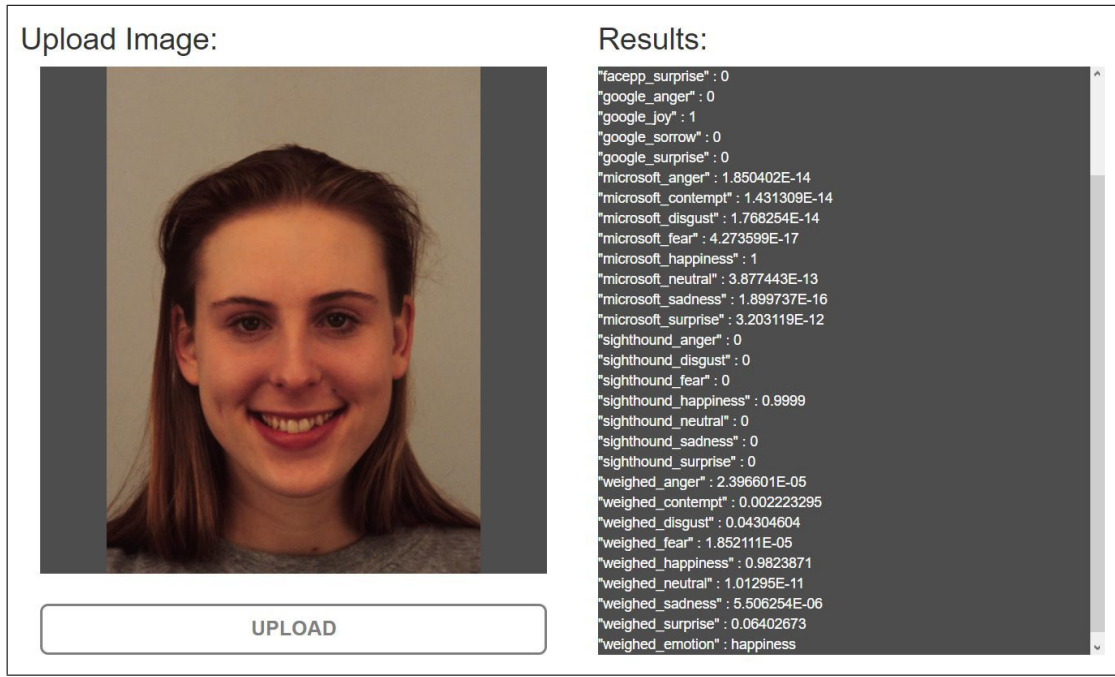 Upload Image:
UPLOAD
Results:
"facepp_surprise" : 0
"google_anger" : 0
"google_joy" : 1
"google_sorrow" : 0
"google_surprise" : 0
"microsoft_anger" : 1.850402E-14
"microsoft_contempt" : 1.431309E-14
"microsoft_disgust" : 1.768254E-14
"microsoft_fear" : 4.273599E-17
"microsoft_happiness" : 1
"microsoft_neutral" : 3.877443E-13
"microsoft_sadness" : 1.899737E-16
"microsoft_surprise" : 3.203119E-12
"sighthound_anger" : 0
"sighthound_disgust" : 0
"sighthound_fear" : 0
"sighthound_happiness" : 0.9999
"sighthound_neutral" : 0
"sighthound_sadness" : 0
"sighthound_surprise" : 0
"weighed_anger" : 2.396601E-05
"weighed_contempt" : 0.002223295
"weighed_disgust" : 0.04304604
"weighed_fear" : 1.852111E-05
"weighed_happiness" : 0.9823871
"weighed_neutral" : 1.01295E-11
"weighed_sadness" : 5.506254E-06
"weighed_surprise" : 0.06402673
"weighed_emotion" : happiness